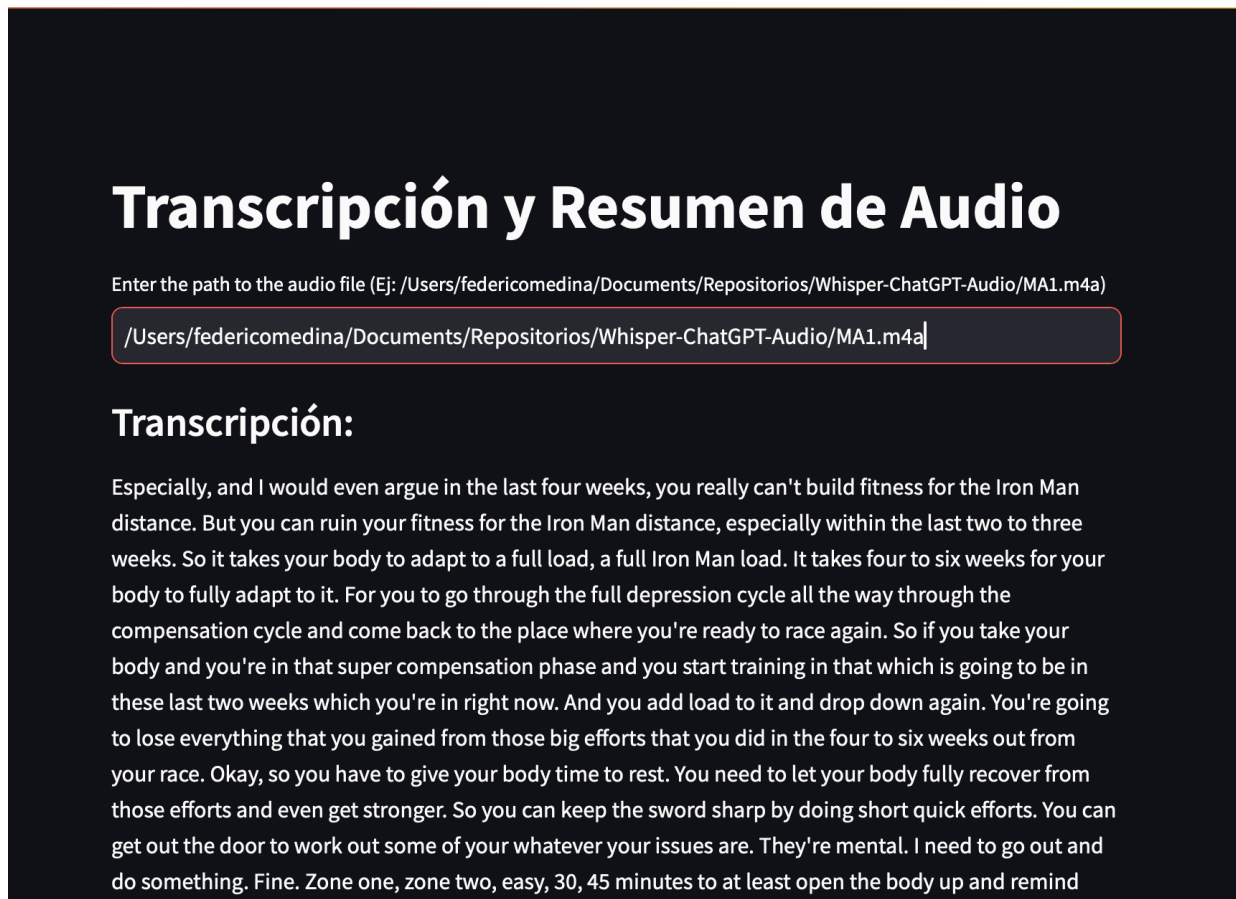 Transcripción y Resumen de Audio
Enter the path to the audio file (Ej: /Users/federicomedina/Documents/Repositorios/Whisper-ChatGPT-Audio/MA1.m4a)
/Users/federicomedina/Documents/Repositorios/Whisper-ChatGPT-Audio/MA1.m4a
Transcripción:
Especially, and I would even argue in the last four weeks, you really can't build fitness for the Iron Man
distance. But you can ruin your fitness for the Iron Man distance, especially within the last two to three
weeks. So it takes your body to adapt to a full load, a full Iron Man load. It takes four to six weeks for your
body to fully adapt to it. For you to go through the full depression cycle all the way through the
compensation cycle and come back to the place where you're ready to race again. So if you take your
body and you're in that super compensation phase and you start training in that which is going to be in
these last two weeks which you're in right now. And you add load to it and drop down again. You're going
to lose everything that you gained from those big efforts that you did in the four to six weeks out from
your race. Okay, so you have to give your body time to rest. You need to let your body fully recover from
those efforts and even get stronger. So you can keep the sword sharp by doing short quick efforts. You can
get out the door to work out some of your whatever your issues are. They're mental. I need to go out and
do something. Fine. Zone one, zone two, easy, 30, 45 minutes to at least open the body up and remind